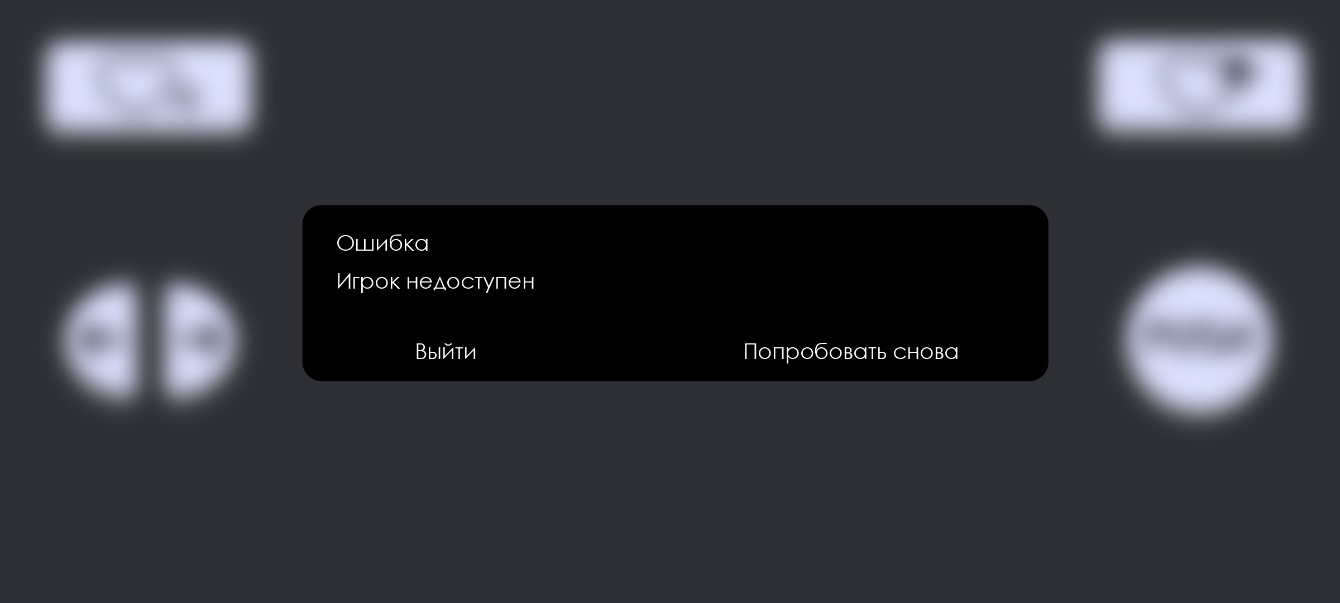 Ошибка
Игрок недоступен
Выйти
Попробовать снова